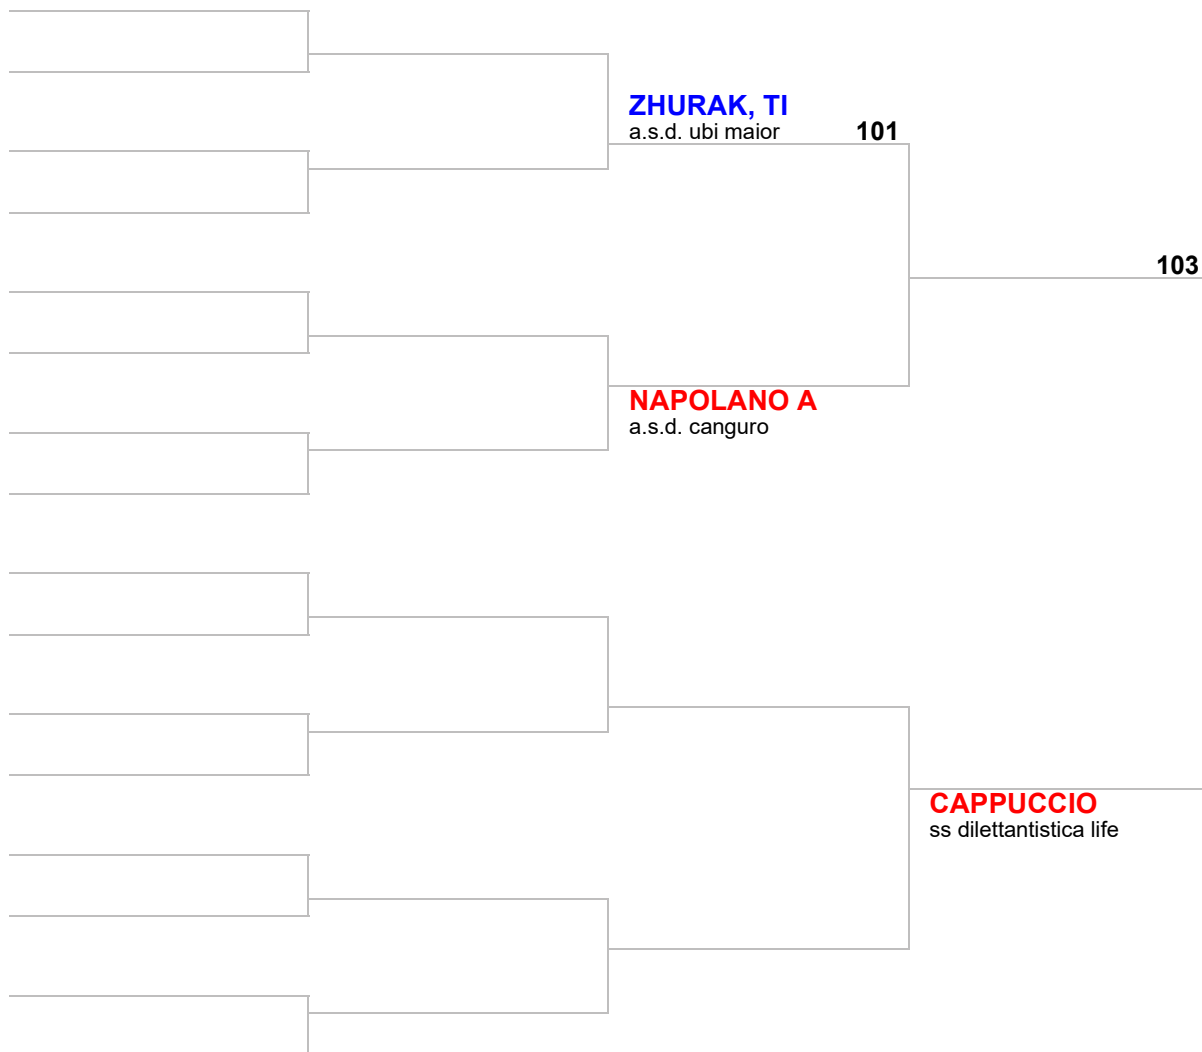 ZHURAK, TI
a.s.d. ubi maior
101
103
NAPOLANO A
a.s.d. canguro
CAPPUCCIO
ss dilettantistica life